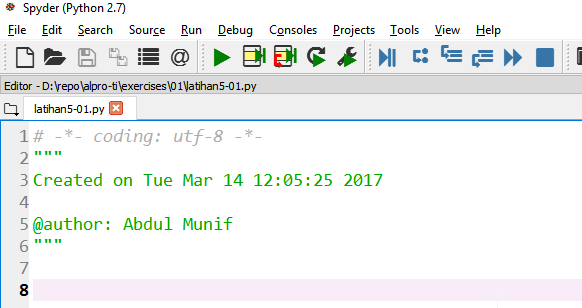 Spyder (Python 2.7)
File Edit Search Source Run Debug Consoles Projects Tools View Help
Editor - D:\repo\alpro-ti\exercises\01\latihan5-01.py
latihan5-01.py
1 # -*- coding: utf-8 -*-
2 """
3 Created on Tue Mar 14 12:05:25 2017
4
5 @author: Abdul Munif
6 """
7
8